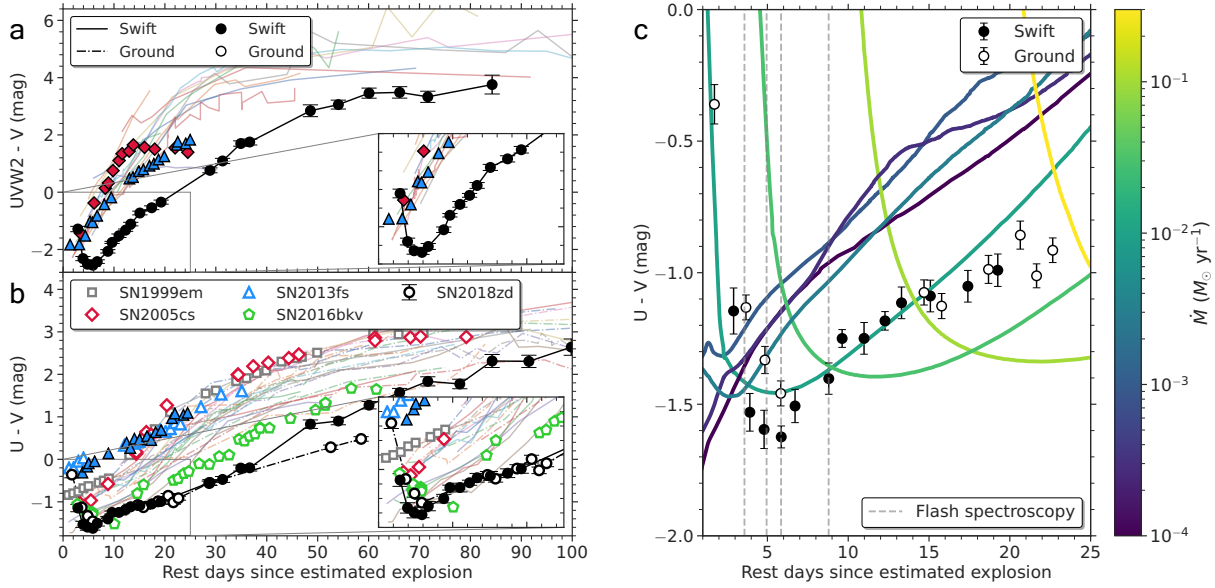 a
Swift
Swift
Ground
Ground
UVW2 - V (mag)
6
4
2
0
−2
b
SN1999em
SN2013fs
SN2018zd
SN2005cs
SN2016bkv
U - V (mag)
4
3
2
1
0
−1
0
10
20
30
40
50
60
70
80
90
100
Rest days since estimated explosion
c
Swift
Ground
U - V (mag)
0.0
−0.5
−1.0
−1.5
−2.0
Flash spectroscopy
5
10
15
20
25
Rest days since estimated explosion
10⁻¹
10⁻²
10⁻³
10⁻⁴
Ṁ (M☉ yr⁻¹)